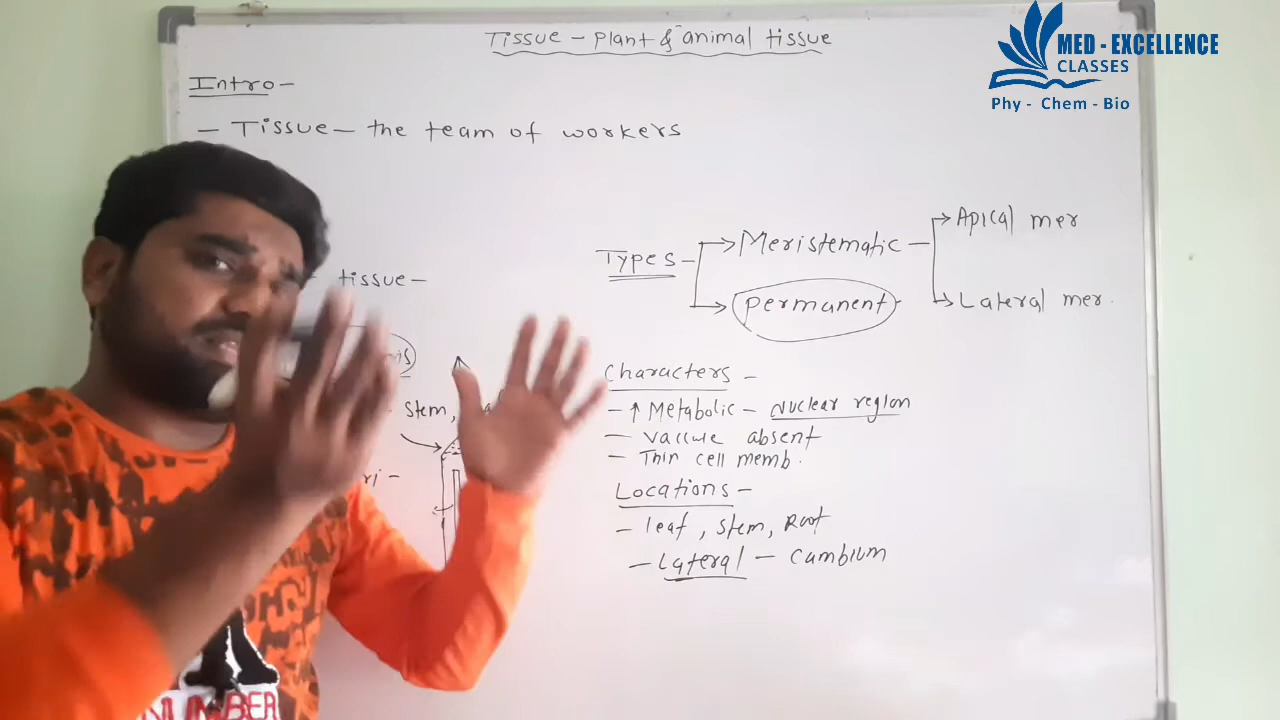 Tissue - Plant & animal tissue
MED - EXCELLENCE
CLASSES
Phy - Chem - Bio
Intro -
- Tissue - the team of workers
tissue -
stem,
Types - Meristematic - Apical mer
permanent
Lateral mer.
Characters -
- ↑ Metabolic - Nuclear region
- absent
- Thin cell memb.
Locations -
- leaf, stem, Root
- Lateral - cambium
NUMBER